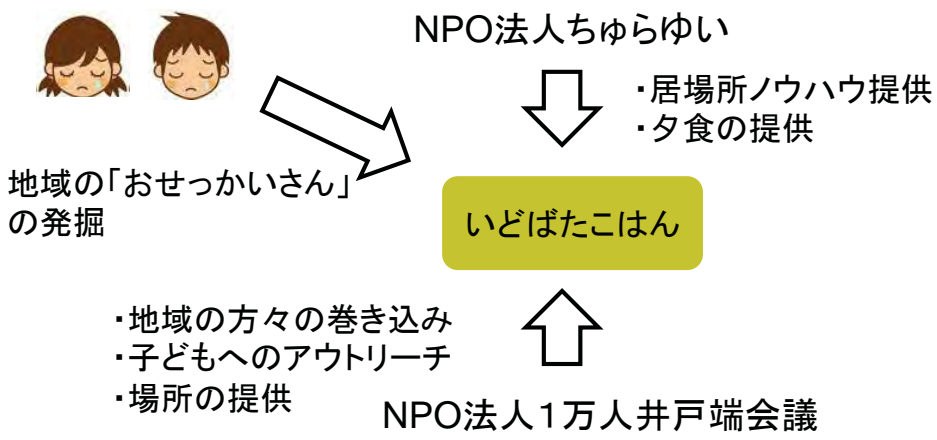 NPO法人ちゅらゆい
・居場所ノウハウ提供
・夕食の提供
地域の「おせっかいさん」
の発掘
いどばたこはん
・地域の方々の巻き込み
・子どもへのアウトリーチ
・場所の提供
NPO法人１万人井戸端会議